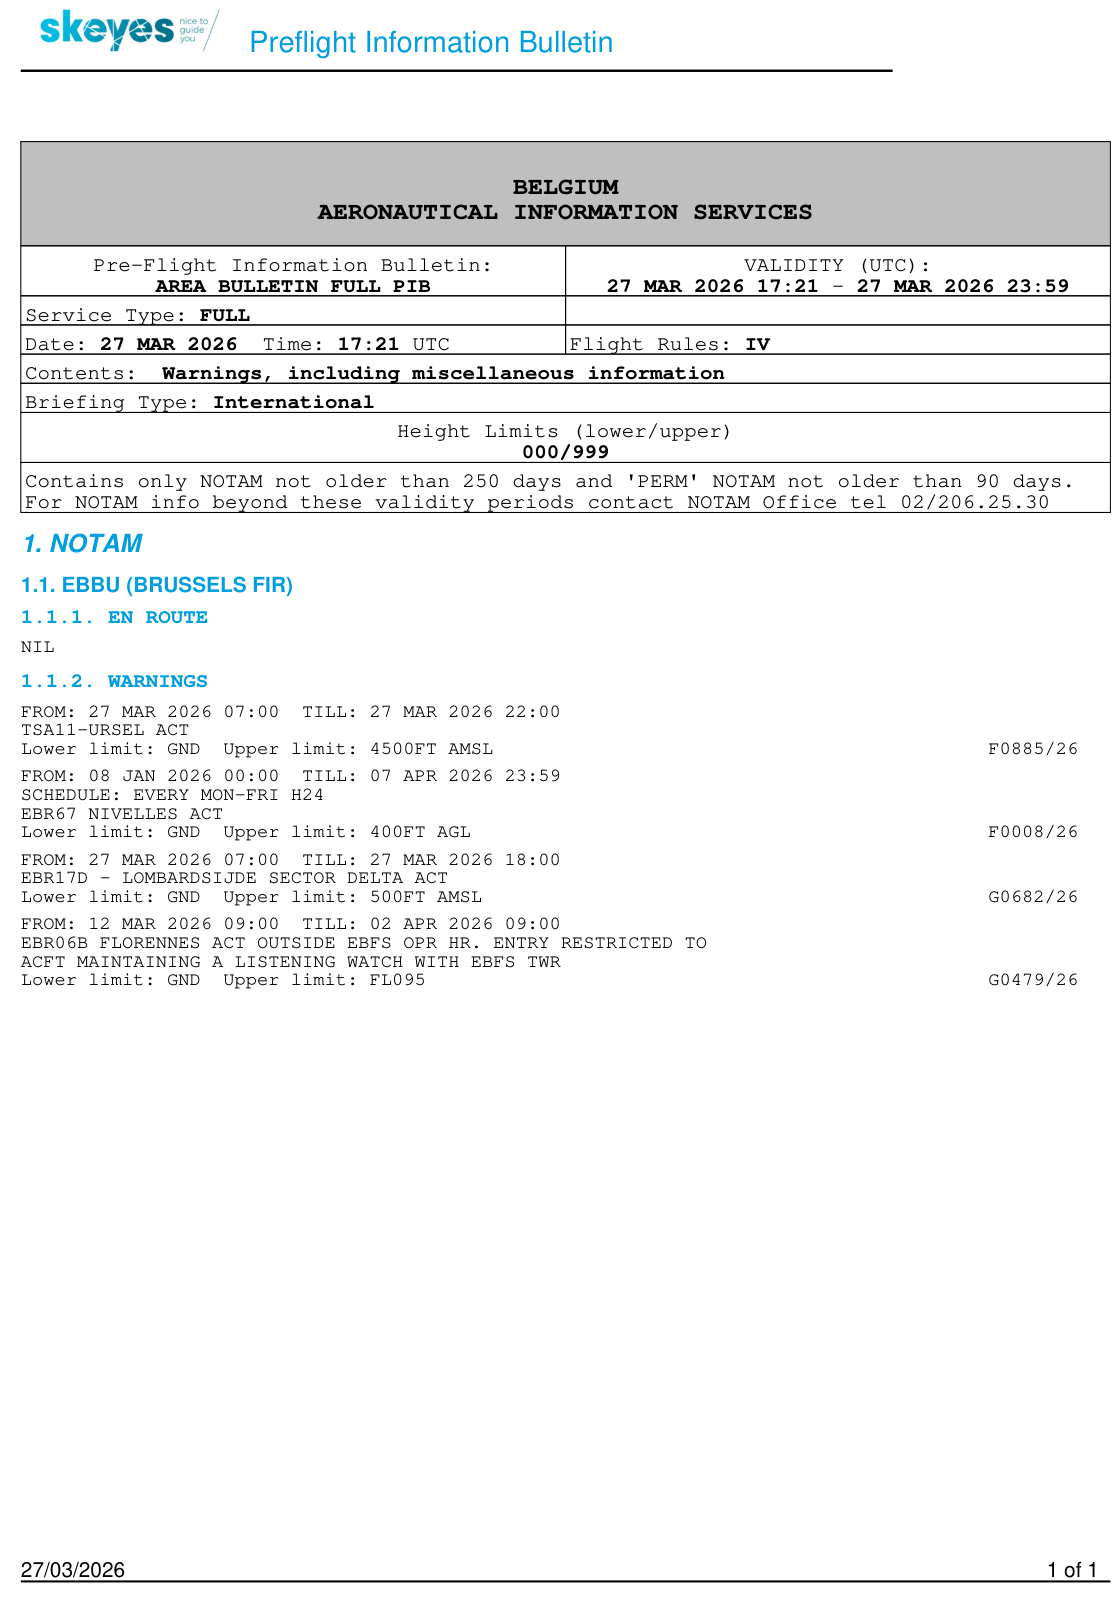 skeyes nice to guide you
Preflight Information Bulletin
BELGIUM
AERONAUTICAL INFORMATION SERVICES
Pre-Flight Information Bulletin:
AREA BULLETIN FULL PIB
VALIDITY (UTC):
27 MAR 2026 17:21 - 27 MAR 2026 23:59
Service Type: FULL
Date: 27 MAR 2026  Time: 17:21 UTC
Flight Rules: IV
Contents:  Warnings, including miscellaneous information
Briefing Type: International
Height Limits (lower/upper)
000/999
Contains only NOTAM not older than 250 days and 'PERM' NOTAM not older than 90 days.
For NOTAM info beyond these validity periods contact NOTAM Office tel 02/206.25.30
1. NOTAM
1.1. EBBU (BRUSSELS FIR)
1.1.1. EN ROUTE
NIL
1.1.2. WARNINGS
FROM: 27 MAR 2026 07:00  TILL: 27 MAR 2026 22:00
TSA11-URSEL ACT
Lower limit: GND  Upper limit: 4500FT AMSL F0885/26
FROM: 08 JAN 2026 00:00  TILL: 07 APR 2026 23:59
SCHEDULE: EVERY MON-FRI H24
EBR67 NIVELLES ACT
Lower limit: GND  Upper limit: 400FT AGL F0008/26
FROM: 27 MAR 2026 07:00  TILL: 27 MAR 2026 18:00
EBR17D - LOMBARDSIJDE SECTOR DELTA ACT
Lower limit: GND  Upper limit: 500FT AMSL G0682/26
FROM: 12 MAR 2026 09:00  TILL: 02 APR 2026 09:00
EBR06B FLORENNES ACT OUTSIDE EBFS OPR HR. ENTRY RESTRICTED TO
ACFT MAINTAINING A LISTENING WATCH WITH EBFS TWR
Lower limit: GND  Upper limit: FL095 G0479/26
27/03/2026 1 of 1